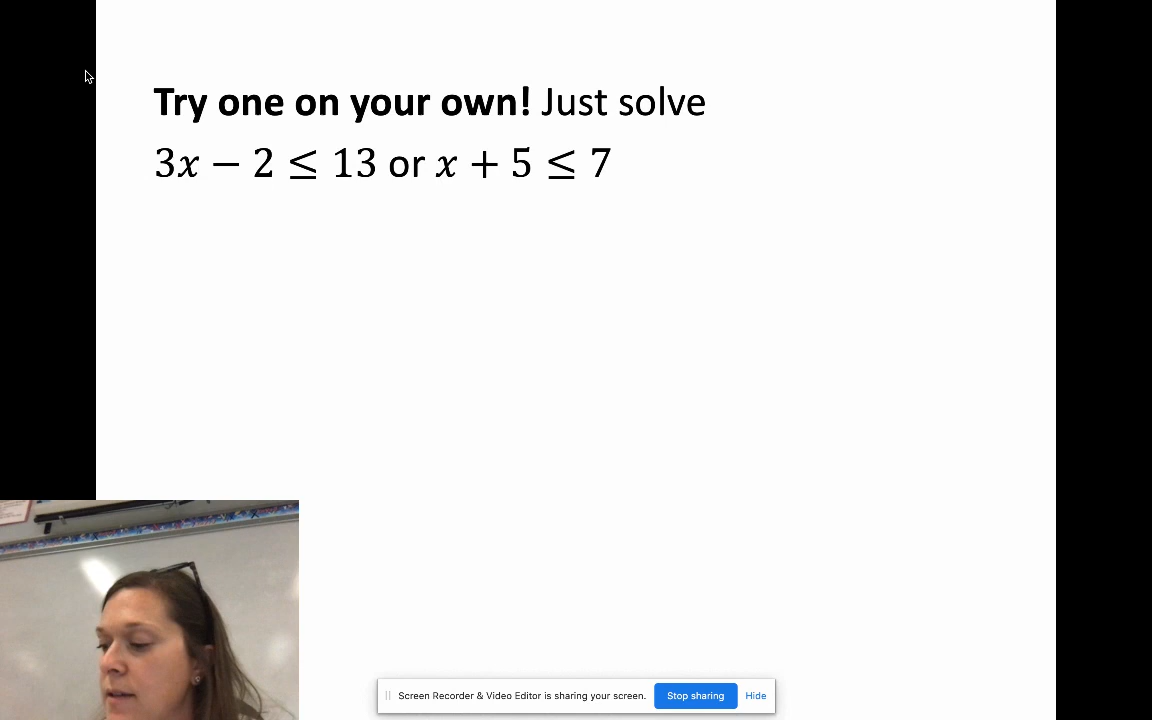 Try one on your own! Just solve
3x − 2 ≤ 13 or x + 5 ≤ 7
Screen Recorder & Video Editor is sharing your screen. Stop sharing Hide